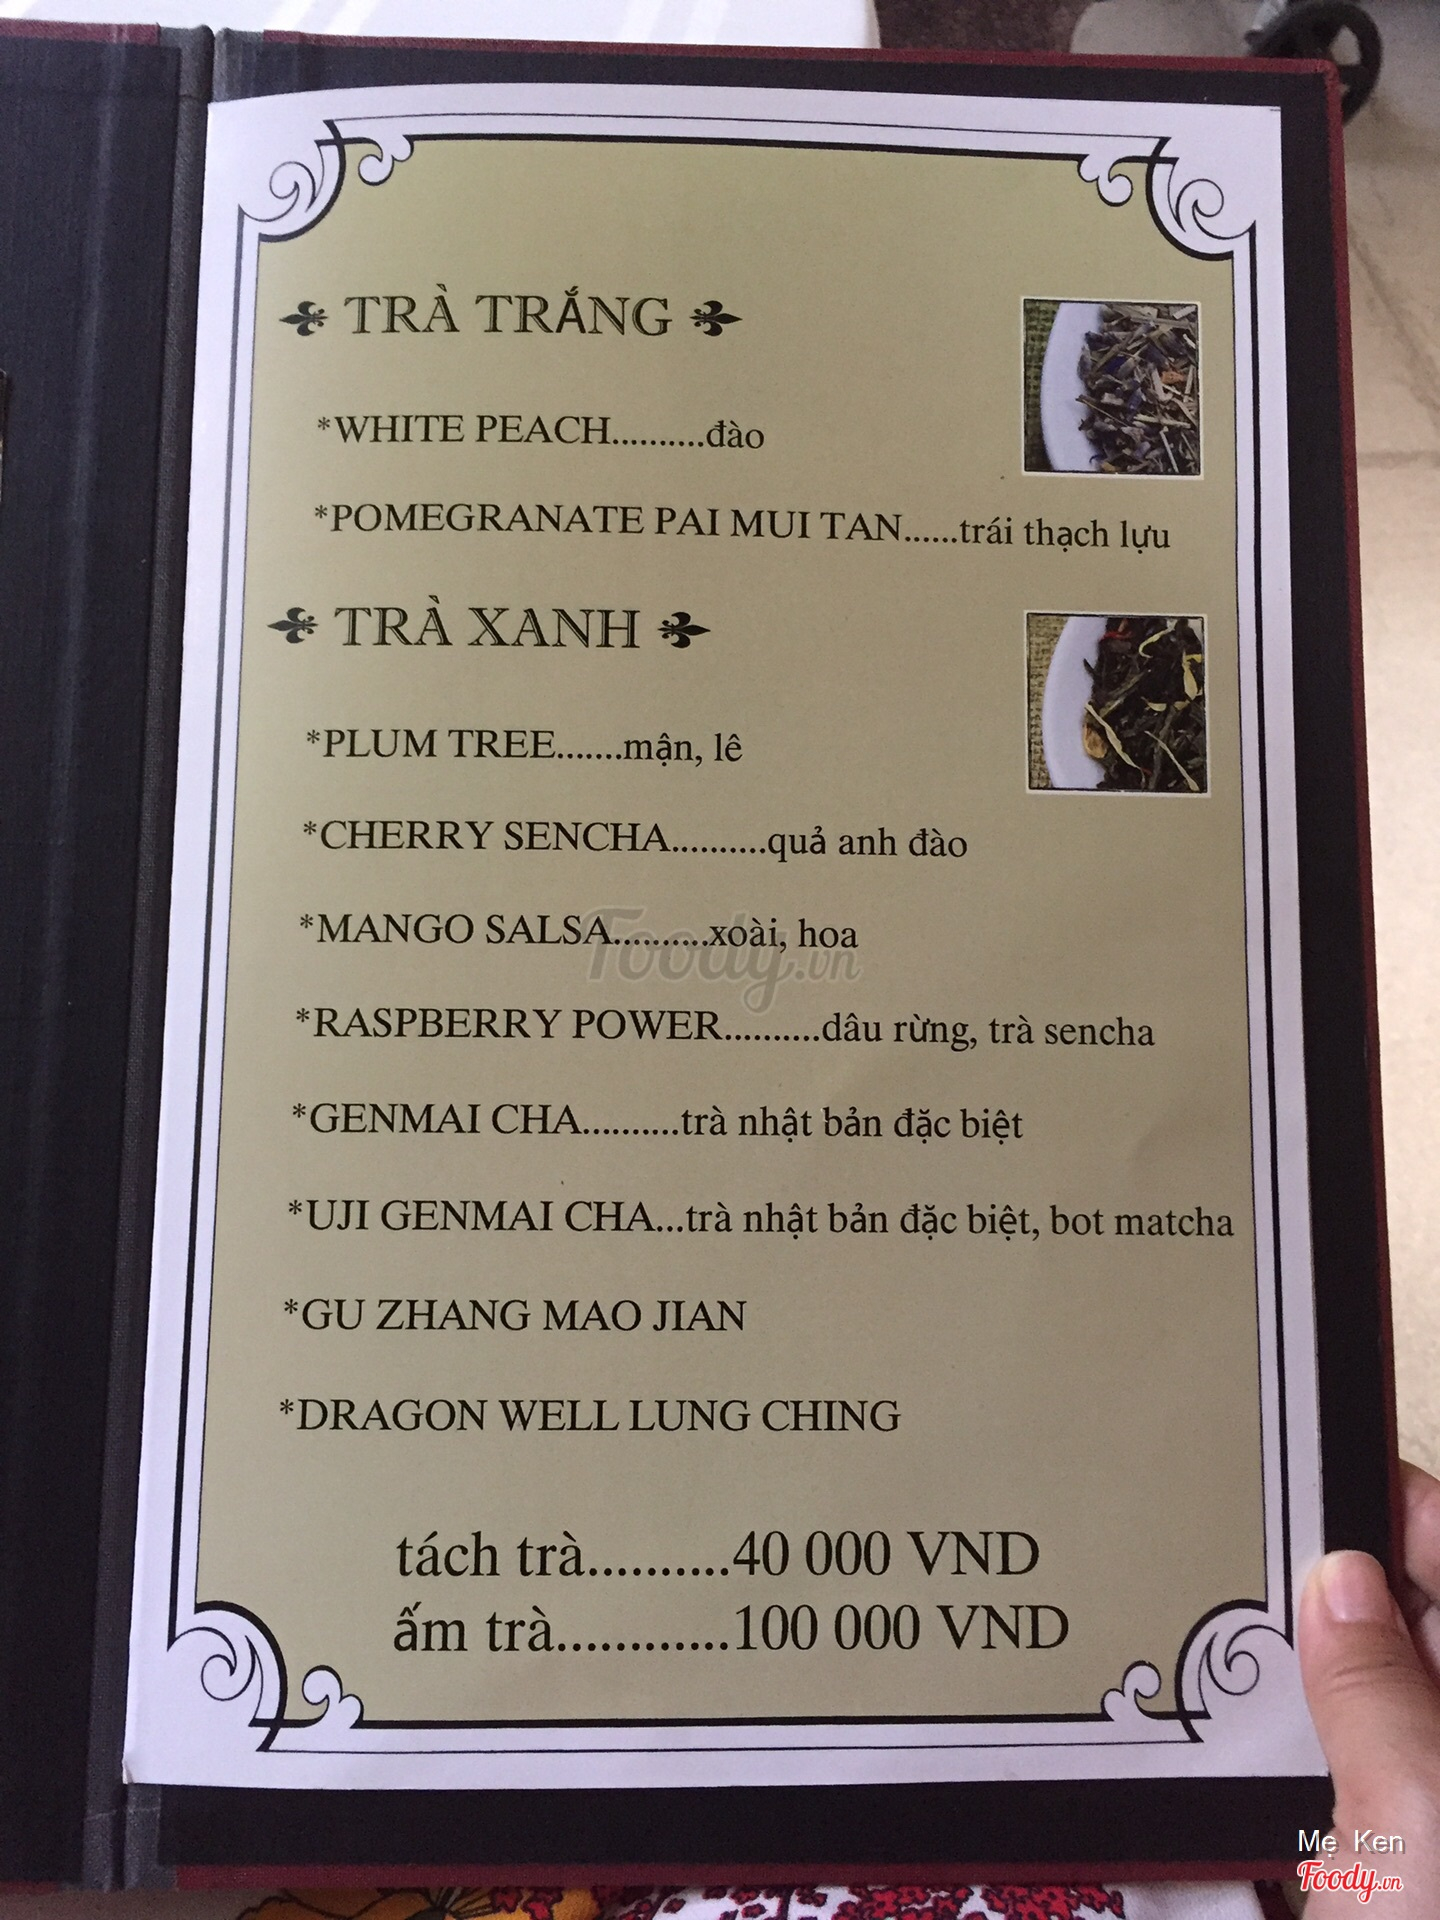 TRÀ TRẮNG
*WHITE PEACH..........đào
*POMEGRANATE PAI MUI TAN......trái thạch lựu
TRÀ XANH
*PLUM TREE.......mận, lê
*CHERRY SENCHA..........quả anh đào
*MANGO SALSA..........xoài, hoa
Foody.vn
*RASPBERRY POWER..........dâu rừng, trà sencha
*GENMAI CHA..........trà nhật bản đặc biệt
*UJI GENMAI CHA...trà nhật bản đặc biệt, bot matcha
*GU ZHANG MAO JIAN
*DRAGON WELL LUNG CHING
tách trà..........40 000 VND
ấm trà............100 000 VND
Mẹ Ken
Foody.vn